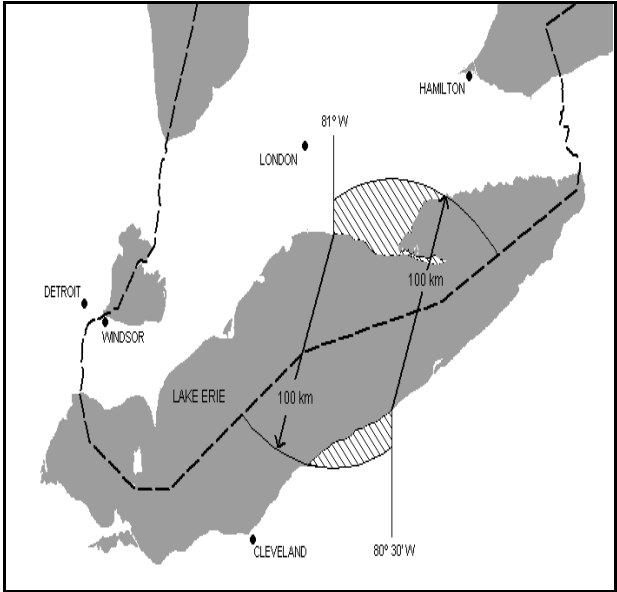 HAMILTON
81° W
LONDON
100 km
DETROIT
WINDSOR
LAKE ERIE
100 km
CLEVELAND
80° 30' W